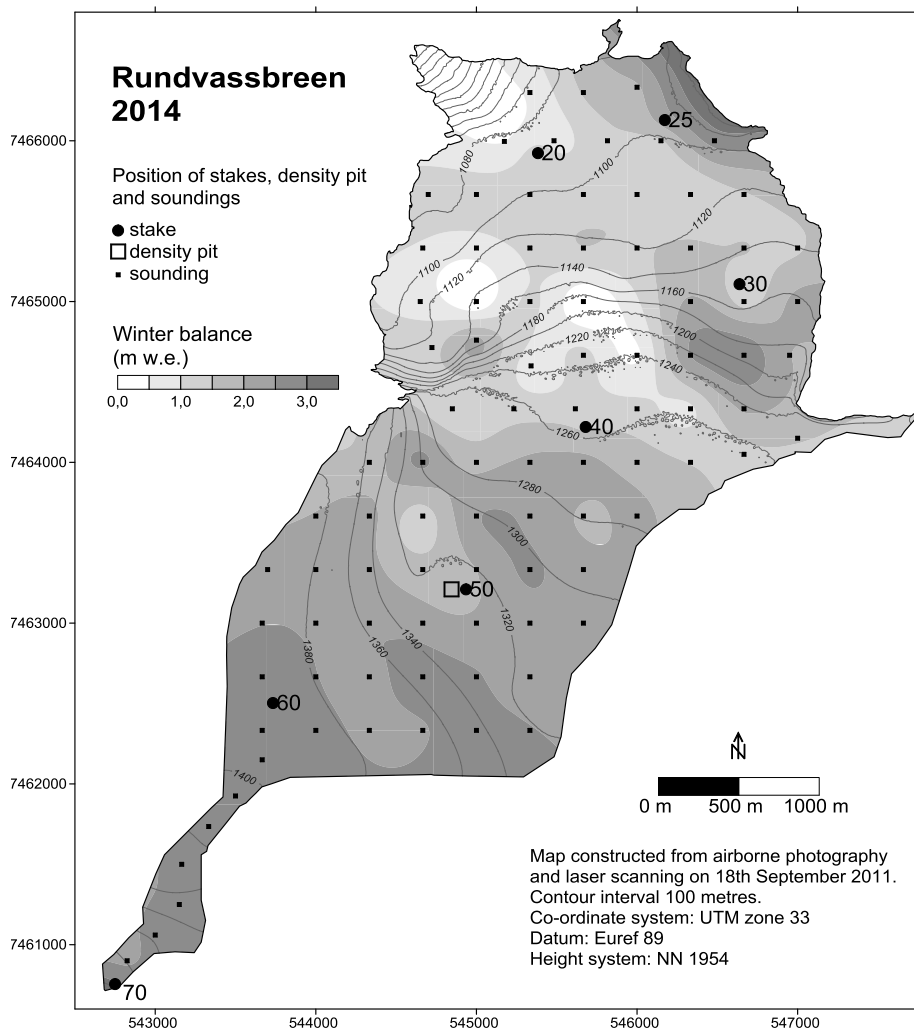 Rundvassbreen
2014
Position of stakes, density pit
and soundings
stake
density pit
sounding
Winter balance
(m w.e.)
0,0 1,0 2,0 3,0
7466000
7465000
7464000
7463000
7462000
7461000
543000 544000 545000 546000 547000
25
20
30
40
50
60
70
1080
1100
1120
1100
1120
1140
1160
1180
1200
1220
1240
1260
1280
1300
1320
1340
1360
1380
1400
N
0 m 500 m 1000 m
Map constructed from airborne photography
and laser scanning on 18th September 2011.
Contour interval 100 metres.
Co-ordinate system: UTM zone 33
Datum: Euref 89
Height system: NN 1954